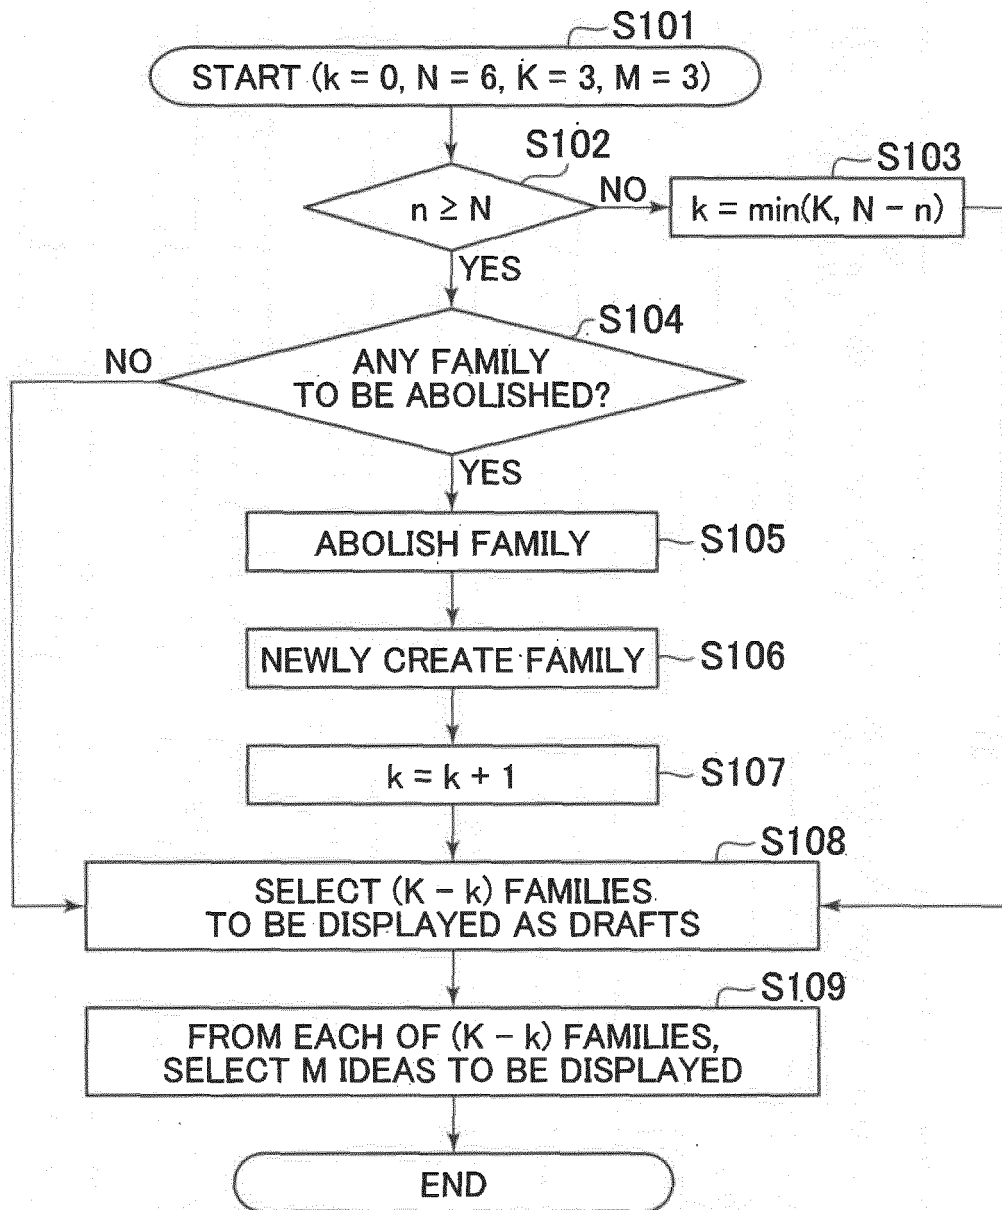 S101
START (k = 0, N = 6, K = 3, M = 3)
S102
n ≥ N
NO
S103
k = min(K, N − n)
YES
S104
NO
ANY FAMILY
TO BE ABOLISHED?
YES
ABOLISH FAMILY
S105
NEWLY CREATE FAMILY
S106
k = k + 1
S107
S108
SELECT (K − k) FAMILIES
TO BE DISPLAYED AS DRAFTS
S109
FROM EACH OF (K − k) FAMILIES,
SELECT M IDEAS TO BE DISPLAYED
END